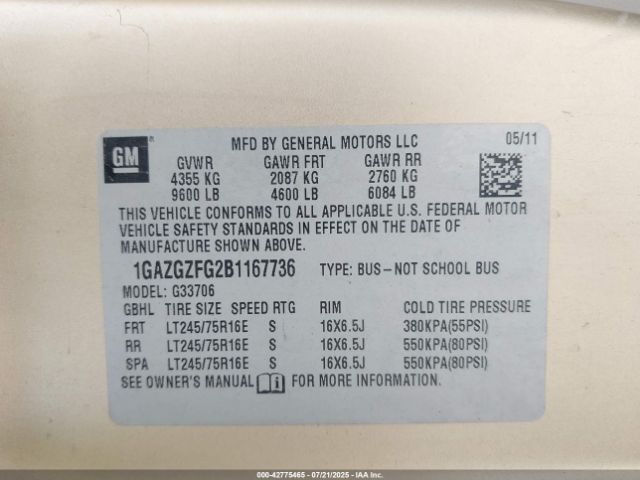 GM
MFD BY GENERAL MOTORS LLC 05/11
GVWR GAWR FRT GAWR RR
4355 KG 2087 KG 2760 KG
9600 LB 4600 LB 6084 LB
THIS VEHICLE CONFORMS TO ALL APPLICABLE U.S. FEDERAL MOTOR
VEHICLE SAFETY STANDARDS IN EFFECT ON THE DATE OF
MANUFACTURE SHOWN ABOVE.
1GAZGZFG2B1167736 TYPE: BUS-NOT SCHOOL BUS
MODEL: G33706
GBHL TIRE SIZE SPEED RTG RIM COLD TIRE PRESSURE
FRT LT245/75R16E S 16X6.5J 380KPA(55PSI)
RR LT245/75R16E S 16X6.5J 550KPA(80PSI)
SPA LT245/75R16E S 16X6.5J 550KPA(80PSI)
SEE OWNER'S MANUAL FOR MORE INFORMATION.
000-42775465 - 07/21/2025 - IAA Inc.